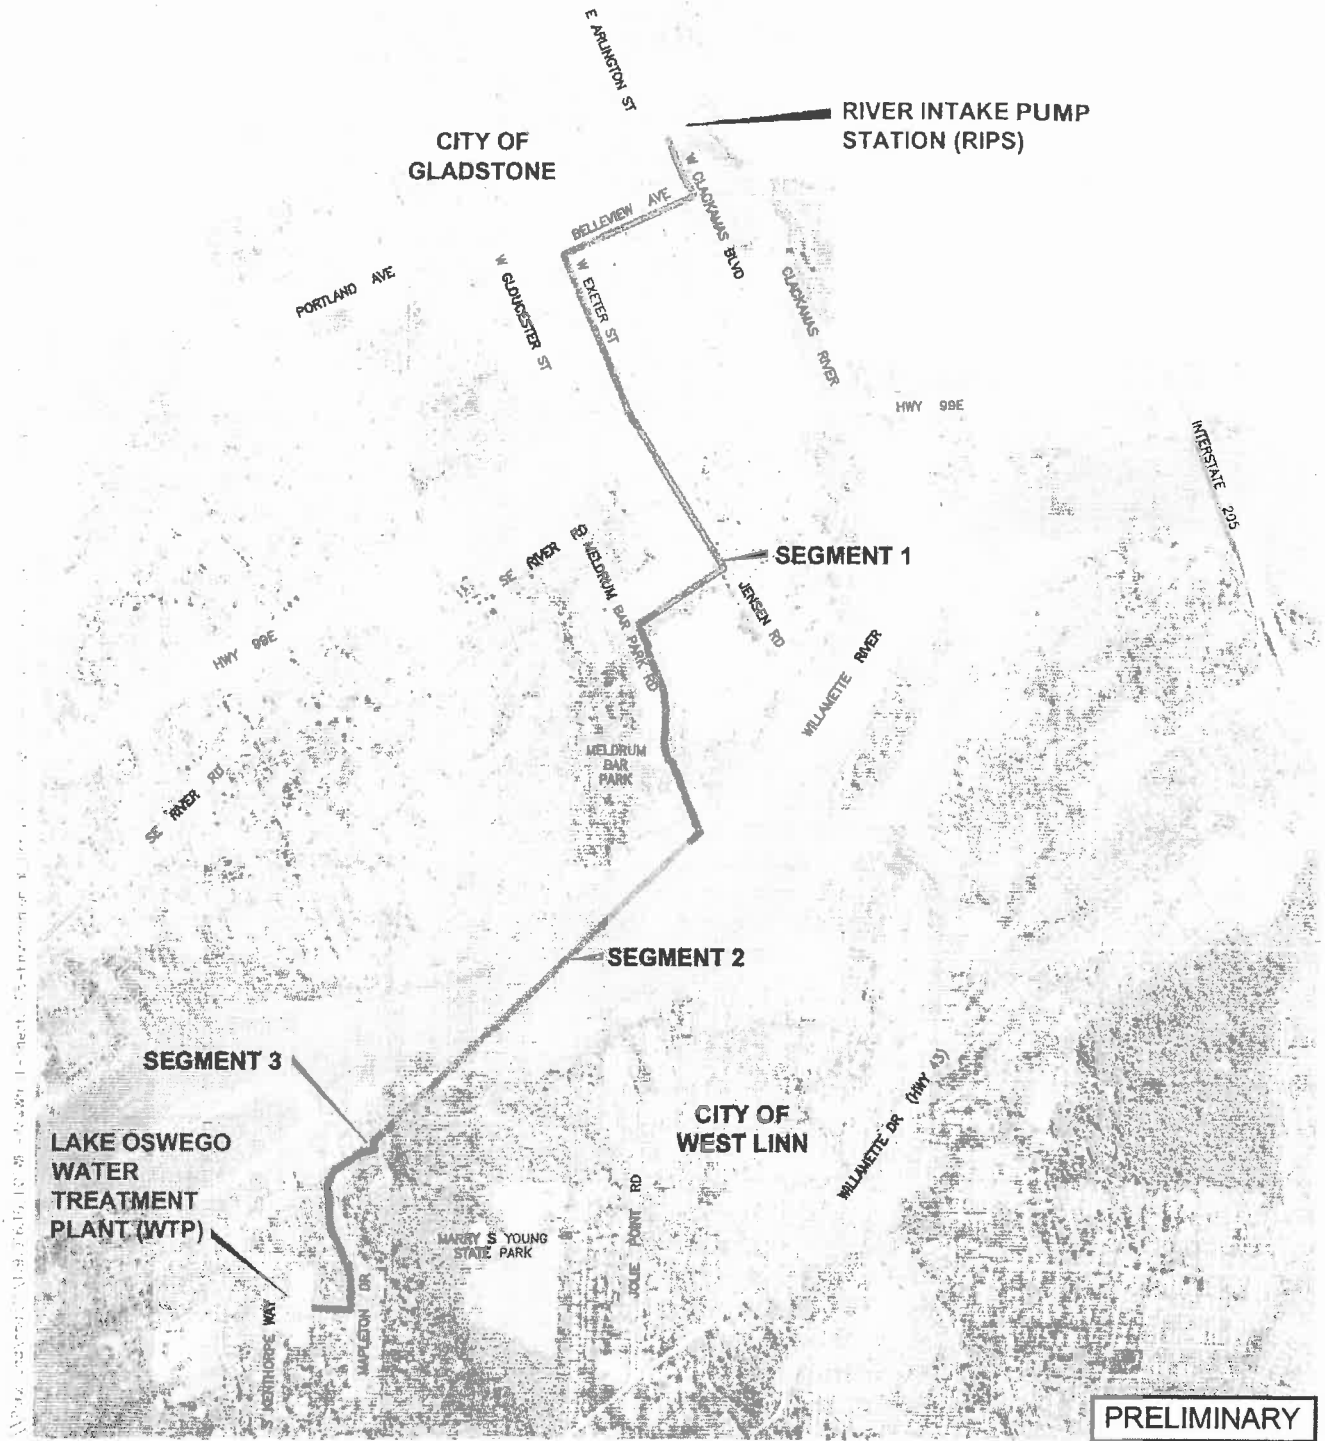 E ARLINGTON ST
RIVER INTAKE PUMP
STATION (RIPS)
CITY OF
GLADSTONE
W CLACKAMAS BLVD
BELLEVIEW AVE
CLACKAMAS RIVER
PORTLAND AVE
W GLOUCESTER ST
W EXETER ST
HWY 99E
INTERSTATE 205
SE RIVER RD
MELDRUM BAR PARK RD
SEGMENT 1
JENSEN RD
HWY 99E
WILLAMETTE RIVER
MELDRUM
BAR
PARK
SE RIVER RD
SEGMENT 2
SEGMENT 3
CITY OF
WEST LINN
WILLAMETTE DR (HWY 43)
LAKE OSWEGO
WATER
TREATMENT
PLANT (WTP)
MARRY S YOUNG
STATE PARK
JOLIE POINT RD
MAPLETON DR
S KENTHORPE WAY
PRELIMINARY